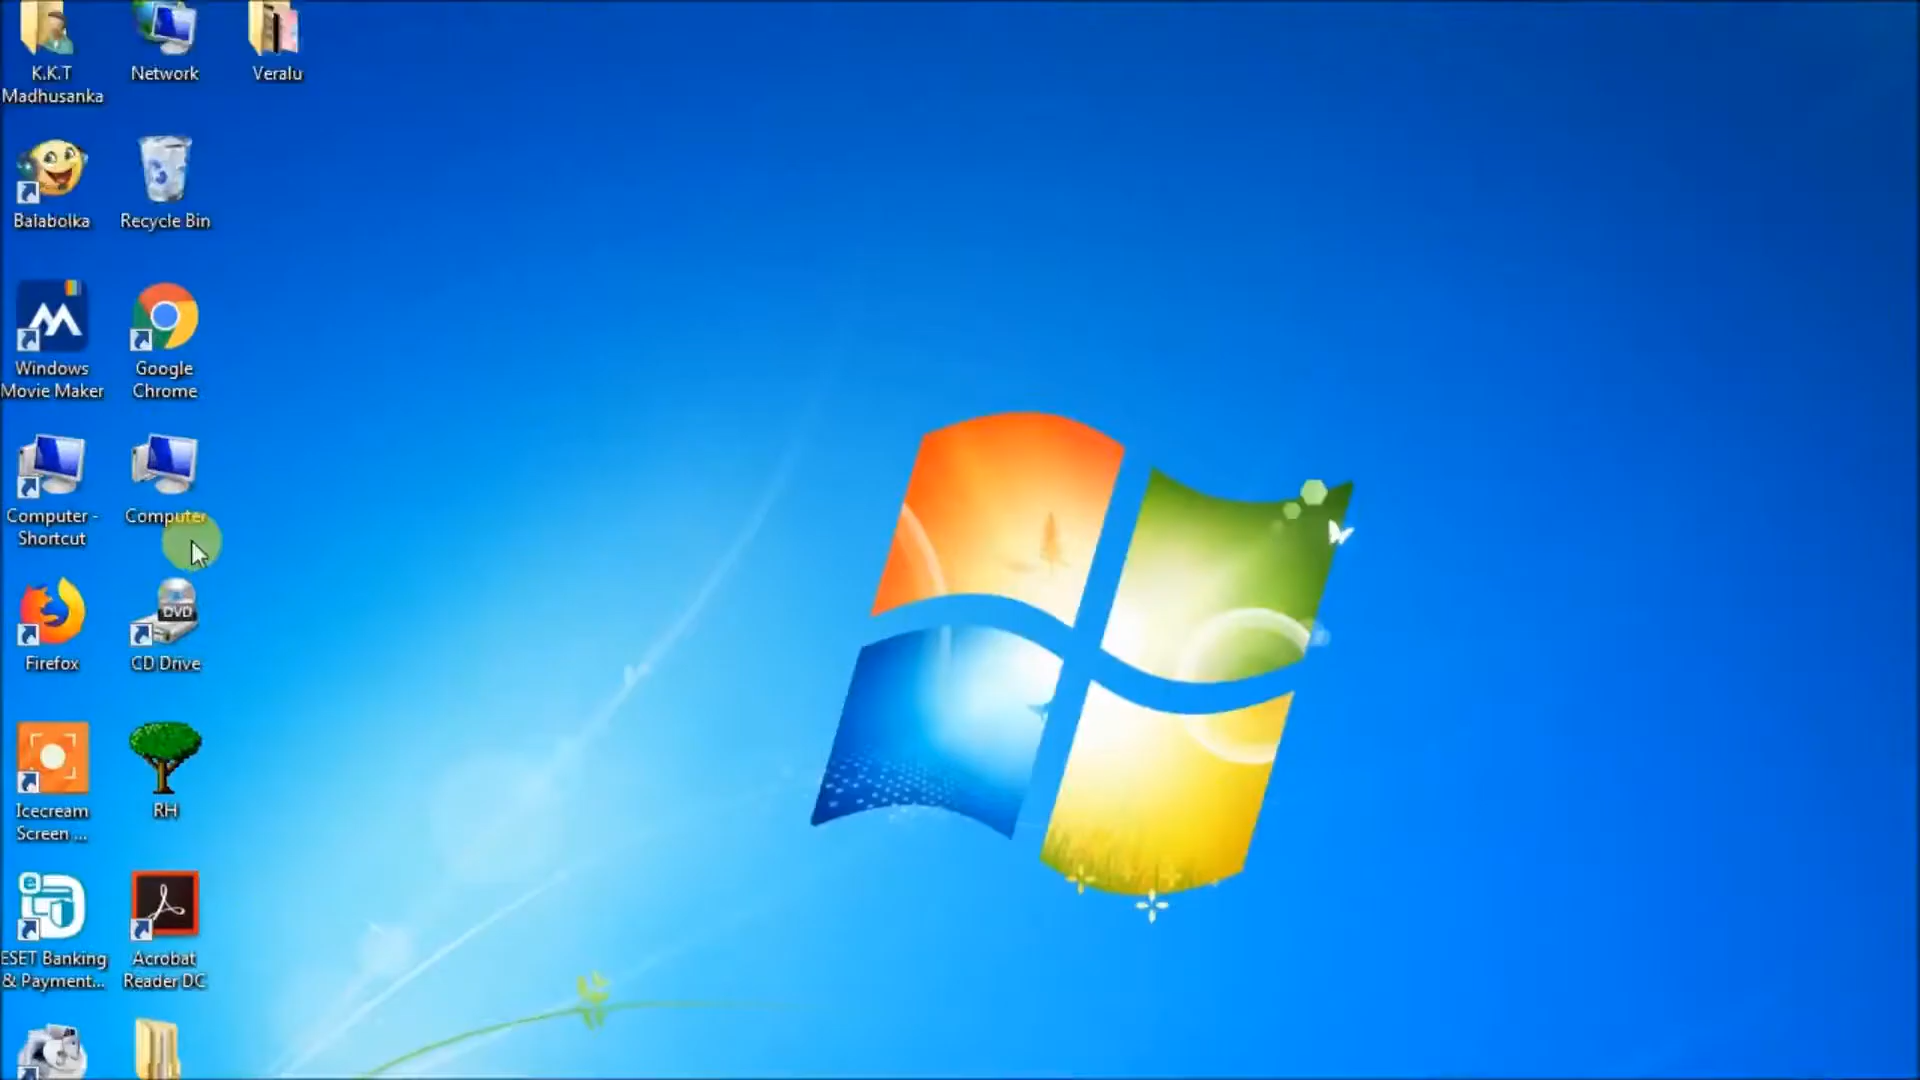 K.K.T
Madhusanka
Network
Veralu
Balabolka
Recycle Bin
Windows
Movie Maker
Google
Chrome
Computer -
Shortcut
Computer
Firefox
DVD
CD Drive
Icecream
Screen ...
RH
ESET Banking
& Payment...
Acrobat
Reader DC